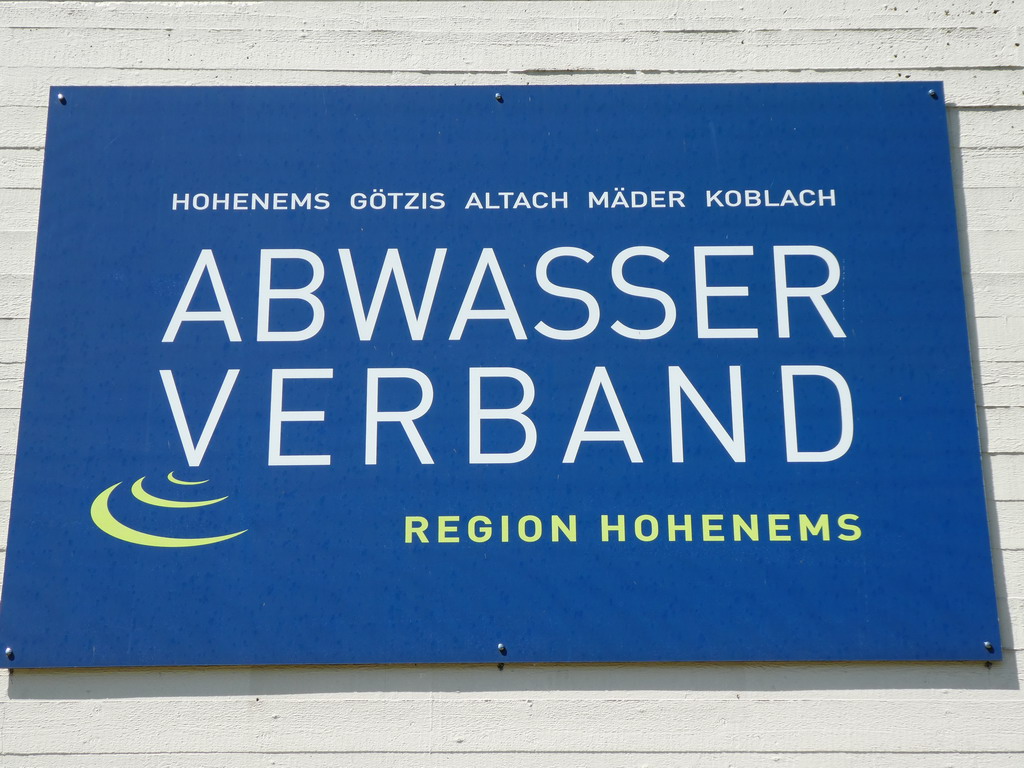 HOHENEMS GÖTZIS ALTACH MÄDER KOBLACH
ABWASSER
VERBAND
REGION HOHENEMS